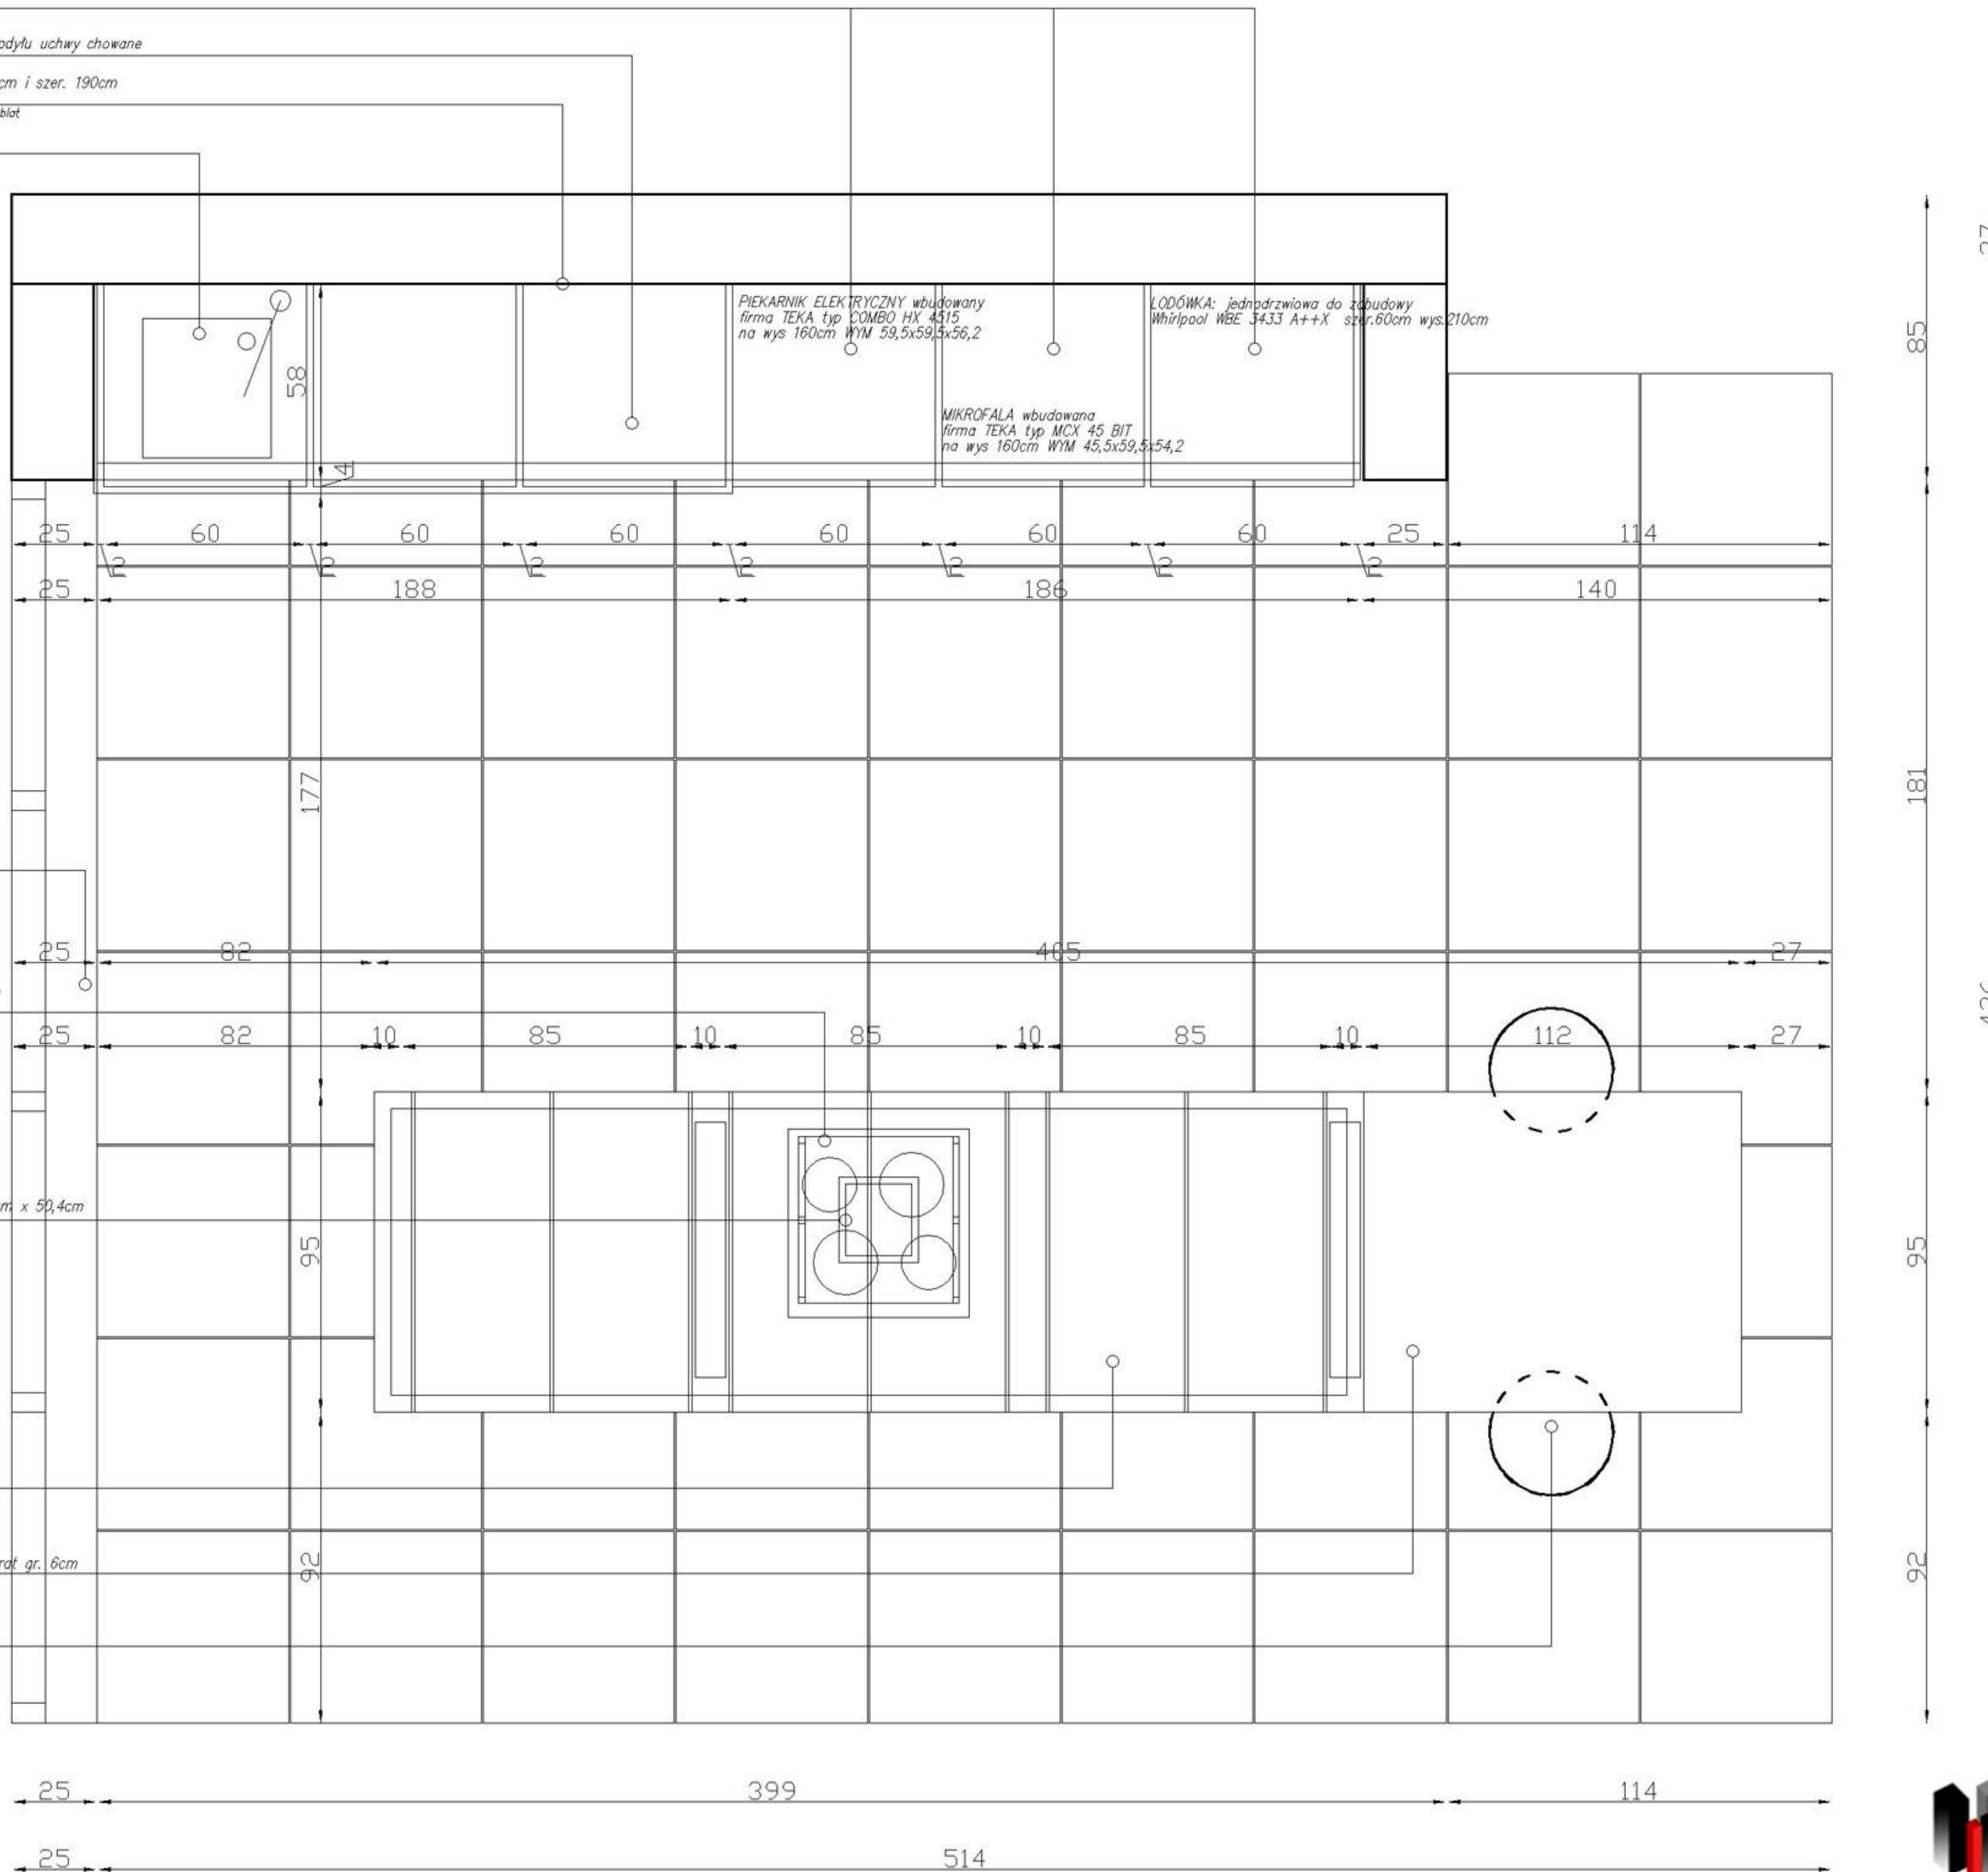 uchwy chowane
cm i szer. 190cm
blat
PIEKARNIK ELEKTRYCZNY wbudowany
firma TEKA typ COMBO HX 4515
na wys 160cm WYM 59,5x59,5x56,2
LODÓWKA: jednodrzwiowa do zabudowy
Whirlpool WBE 3433 A++X szer.60cm wys.210cm
MIKROFALA wbudowana
firma TEKA typ MCX 45 BIT
na wys 160cm WYM 45,5x59,5x54,2
58
4
85
25 60 60 60 60 60 60 25 114
2 2 2 2 2 2 2
25 188 186 140
177
181
25 82 405 27
25 82 10 85 10 85 10 85 10 112 27
x 50,4cm
95
95
gr. 6cm
92
92
25 399 114
25 514